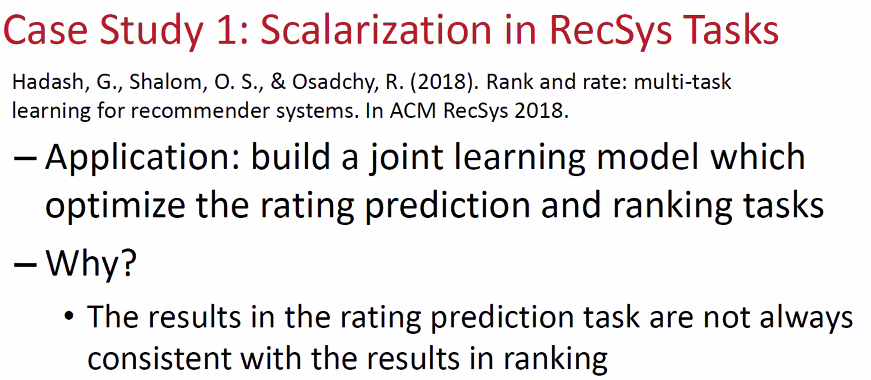 Case Study 1: Scalarization in RecSys Tasks
Hadash, G., Shalom, O. S., & Osadchy, R. (2018). Rank and rate: multi-task
learning for recommender systems. In ACM RecSys 2018.
– Application: build a joint learning model which
optimize the rating prediction and ranking tasks
– Why?
• The results in the rating prediction task are not always
consistent with the results in ranking